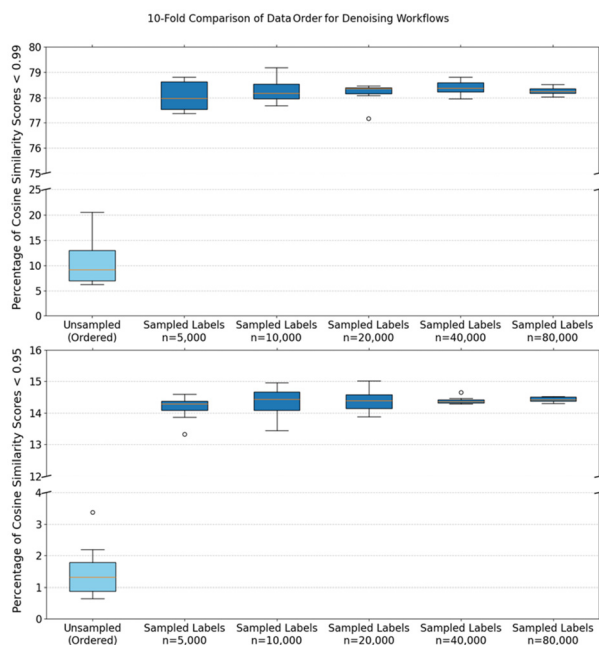 10-Fold Comparison of Data Order for Denoising Workflows
Percentage of Cosine Similarity Scores < 0.99
80
79
78
77
76
75
25
20
15
10
5
0
Unsampled
(Ordered)
Sampled Labels
n=5,000
Sampled Labels
n=10,000
Sampled Labels
n=20,000
Sampled Labels
n=40,000
Sampled Labels
n=80,000
Percentage of Cosine Similarity Scores < 0.95
16
15
14
13
12
4
3
2
1
0
Unsampled
(Ordered)
Sampled Labels
n=5,000
Sampled Labels
n=10,000
Sampled Labels
n=20,000
Sampled Labels
n=40,000
Sampled Labels
n=80,000